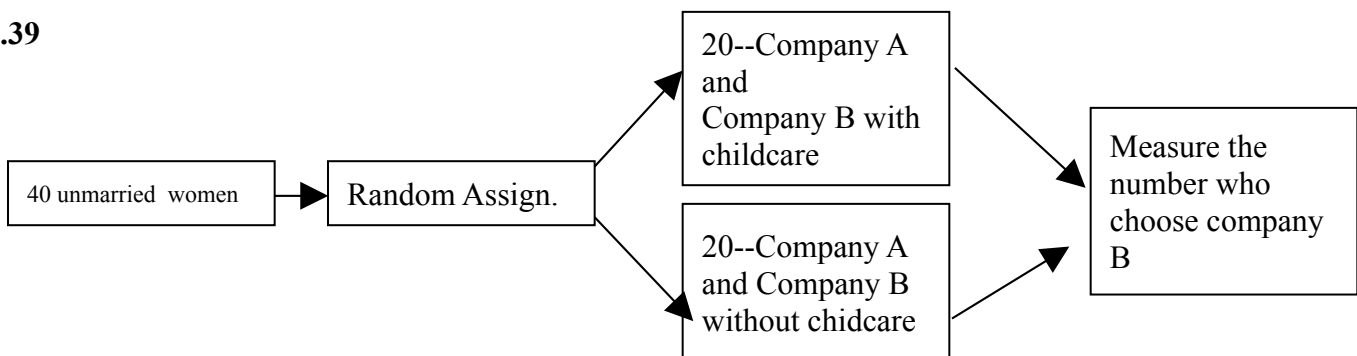 .39
40 unmarried women
Random Assign.
20--Company A
and
Company B with
childcare
20--Company A
and Company B
without chidcare
Measure the
number who
choose company
B